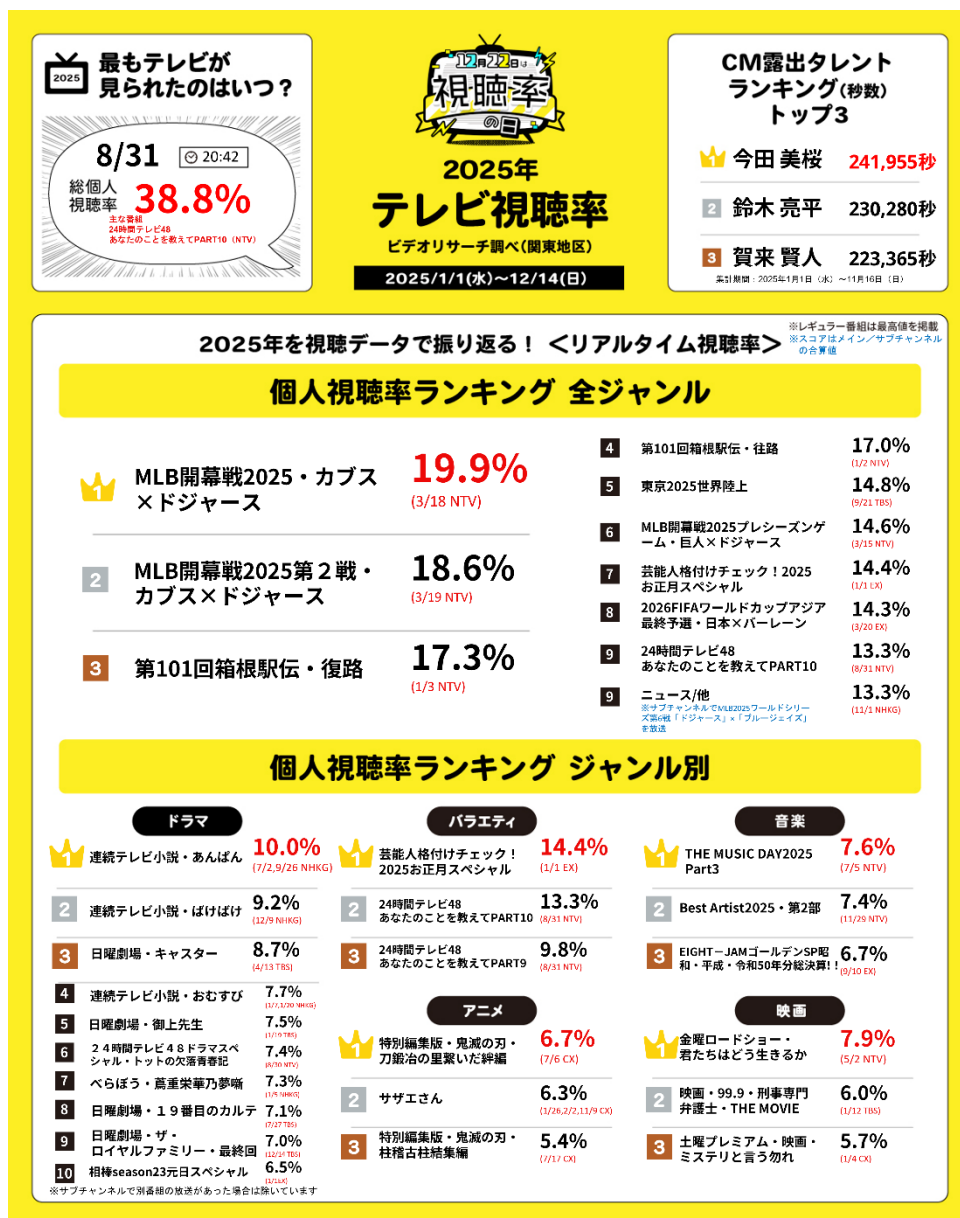 2025
最もテレビが
見られたのはいつ？
8/31
20:42
総個人
視聴率
38.8%
主な番組
24時間テレビ48
あなたのことを教えてPART10（NTV）
12月22日は
視聴率
の日
2025年
テレビ視聴率
ビデオリサーチ調べ(関東地区)
2025/1/1(水)～12/14(日)
CM露出タレント
ランキング(秒数)
トップ3
1 今田 美桜 241,955秒
2 鈴木 亮平 230,280秒
3 賀来 賢人 223,365秒
集計期間：2025年1月1日（水）～11月16日（日）
2025年を視聴データで振り返る！＜リアルタイム視聴率＞
※レギュラー番組は最高値を掲載
※スコアはメイン／サブチャンネル
の合算値
個人視聴率ランキング 全ジャンル
1
MLB開幕戦2025・カブス
×ドジャース
19.9%
(3/18 NTV)
2
MLB開幕戦2025第２戦・
カブス×ドジャース
18.6%
(3/19 NTV)
3
第101回箱根駅伝・復路
17.3%
(1/3 NTV)
4
第101回箱根駅伝・往路
17.0%
(1/2 NTV)
5
東京2025世界陸上
14.8%
(9/21 TBS)
6
MLB開幕戦2025プレシーズンゲ
ーム・巨人×ドジャース
14.6%
(3/15 NTV)
7
芸能人格付けチェック！2025
お正月スペシャル
14.4%
(1/1 EX)
8
2026FIFAワールドカップアジア
最終予選・日本×バーレーン
14.3%
(3/20 EX)
9
24時間テレビ48
あなたのことを教えてPART10
13.3%
(8/31 NTV)
9
ニュース/他
※サブチャンネルでMLB2025ワールドシリー
ズ第6戦「ドジャース」×「ブルージェイズ」
を放送
13.3%
(11/1 NHKG)
個人視聴率ランキング ジャンル別
ドラマ
1
連続テレビ小説・あんぱん
10.0%
(7/2,9/26 NHKG)
2
連続テレビ小説・ばけばけ
9.2%
(12/9 NHKG)
3
日曜劇場・キャスター
8.7%
(4/13 TBS)
4
連続テレビ小説・おむすび
7.7%
(1/7,1/20 NHKG)
5
日曜劇場・御上先生
7.5%
(1/19 TBS)
6
２４時間テレビ４８ドラマスペ
シャル・トットの欠落青春記
7.4%
(8/30 NTV)
7
べらぼう・蔦重栄華乃夢噺
7.3%
(1/5 NHKG)
8
日曜劇場・１９番目のカルテ
7.1%
(7/27 TBS)
9
日曜劇場・ザ・
ロイヤルファミリー・最終回
7.0%
(12/14 TBS)
10
相棒season23元日スペシャル
6.5%
(1/1EX)
※サブチャンネルで別番組の放送があった場合は除いています
バラエティ
1
芸能人格付けチェック！
2025お正月スペシャル
14.4%
(1/1 EX)
2
24時間テレビ48
あなたのことを教えてPART10
13.3%
(8/31 NTV)
3
24時間テレビ48
あなたのことを教えてPART9
9.8%
(8/31 NTV)
アニメ
1
特別編集版・鬼滅の刃・
刀鍛冶の里繋いだ絆編
6.7%
(7/6 CX)
2
サザエさん
6.3%
(1/26,2/2,11/9 CX)
3
特別編集版・鬼滅の刃・
柱稽古柱結集編
5.4%
(7/17 CX)
音楽
1
THE MUSIC DAY2025
Part3
7.6%
(7/5 NTV)
2
Best Artist2025・第2部
7.4%
(11/29 NTV)
3
EIGHT－JAMゴールデンSP昭
和・平成・令和50年分総決算!！
6.7%
(9/10 EX)
映画
1
金曜ロードショー・
君たちはどう生きるか
7.9%
(5/2 NTV)
2
映画・99.9・刑事専門
弁護士・THE MOVIE
6.0%
(1/12 TBS)
3
土曜プレミアム・映画・
ミステリと言う勿れ
5.7%
(1/4 CX)